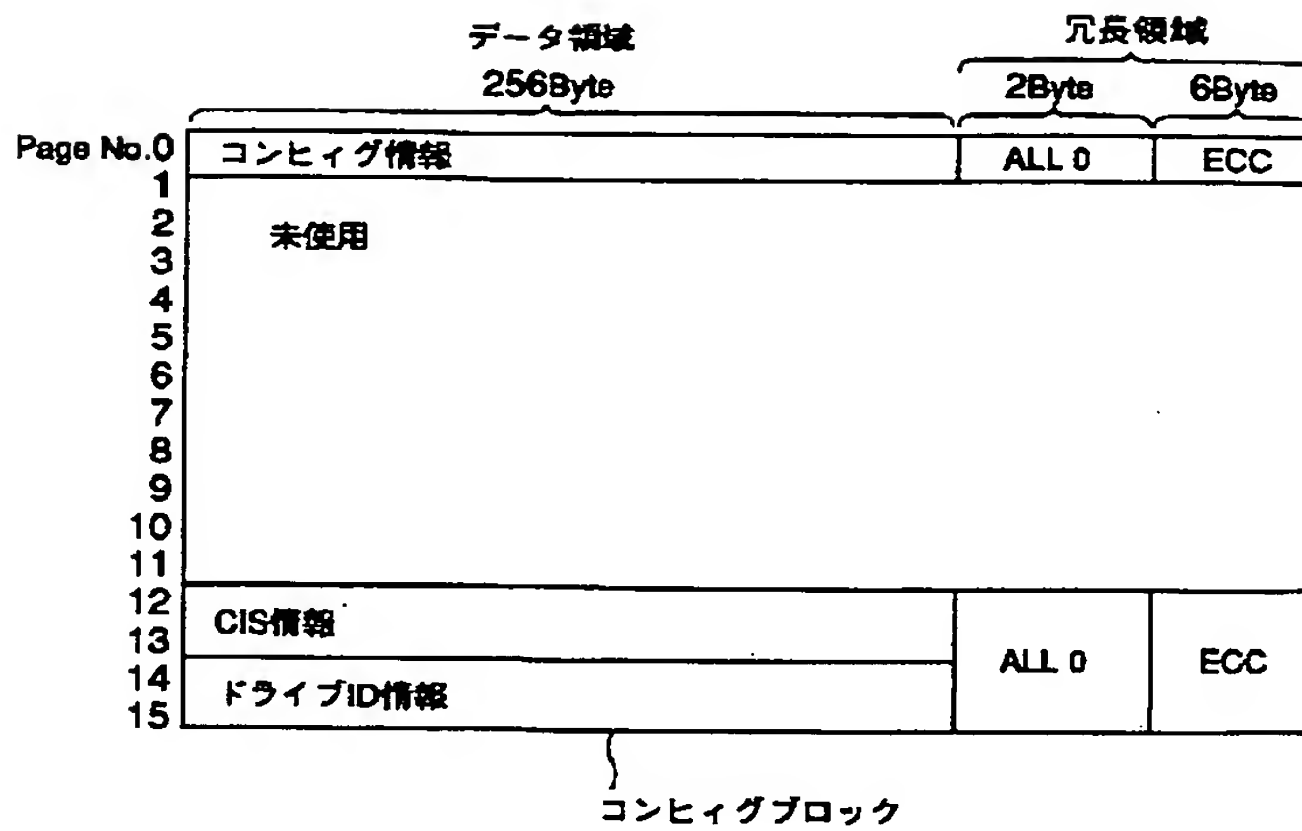 データ領域
冗長領域
256Byte
2Byte
6Byte
Page No.0
コンヒィグ情報
ALL 0
ECC
1
2
未使用
3
4
5
6
7
8
9
10
11
12
CIS情報
13
ALL 0
ECC
14
ドライブID情報
15
コンヒィグブロック